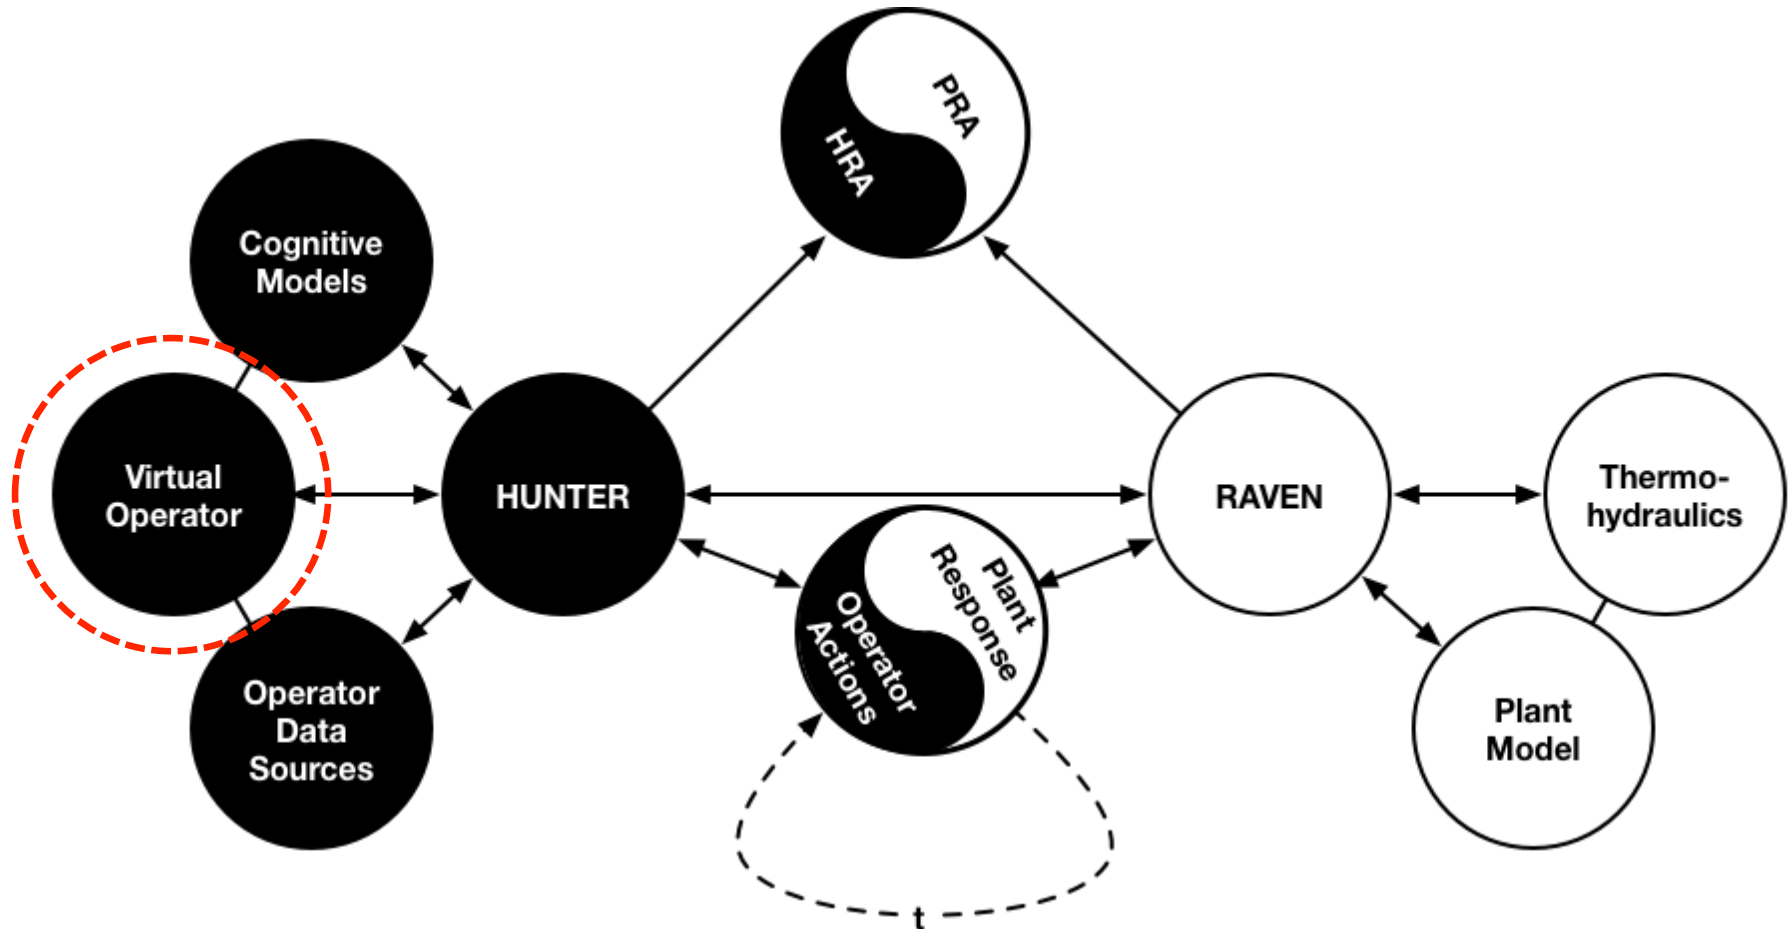 PRA
HRA
Cognitive
Models
Virtual
Operator
HUNTER
RAVEN
Thermo-
hydraulics
Plant
Response
Operator
Actions
Operator
Data
Sources
Plant
Model
t